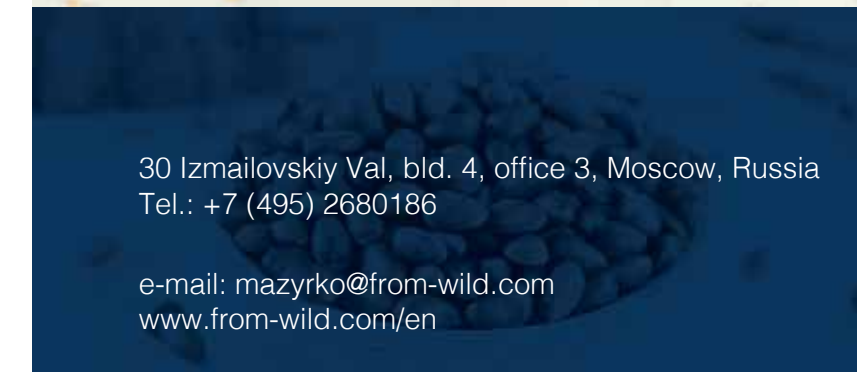 30 Izmailovskiy Val, bld. 4, office 3, Moscow, Russia
Tel.: +7 (495) 2680186
e-mail: mazyrko@from-wild.com
www.from-wild.com/en